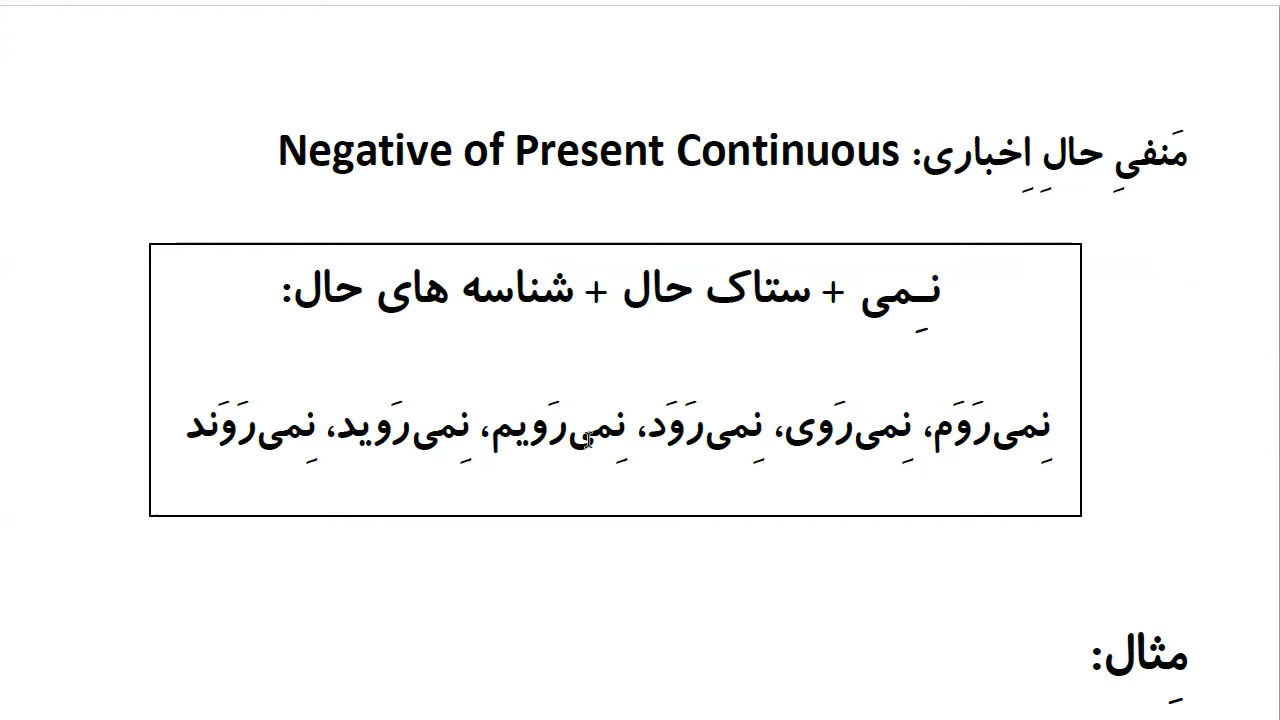 مَنفیِ حالِ اِخباری: Negative of Present Continuous
نِـمی + ستاک حال + شناسه های حال:
نِمی‌رَوَم، نِمی‌رَوی، نِمی‌رَوَد، نِمی‌رَویم، نِمی‌رَوید، نِمی‌رَوَند
مِثال: